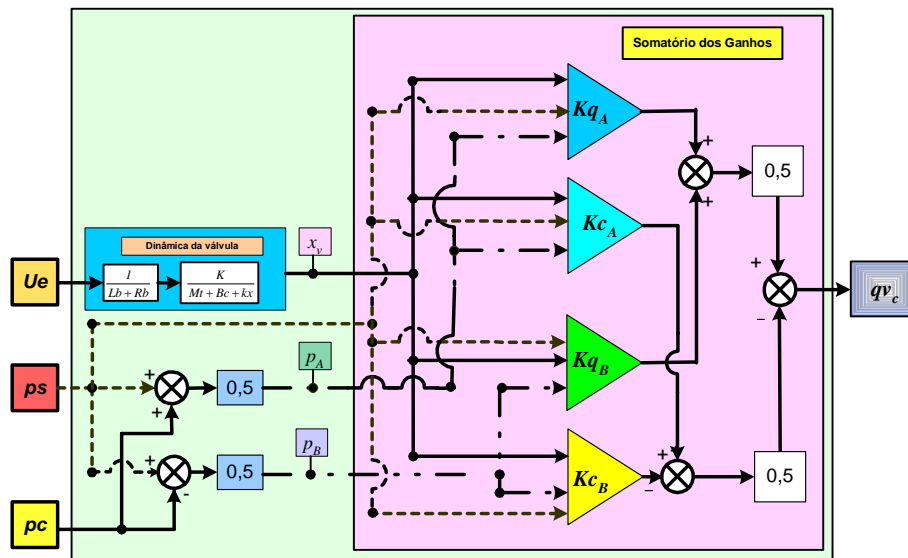 Somatório dos Ganhos
Kq_A
+
+
0,5
Kc_A
Dinâmica da válvula
x_v
Ue
1
Lb + Rb
K
Mt + Bc + kx
+
−
qv_c
p_A
Kq_B
ps
+
+
0,5
p_B
+
-
0,5
Kc_B
+
−
0,5
pc